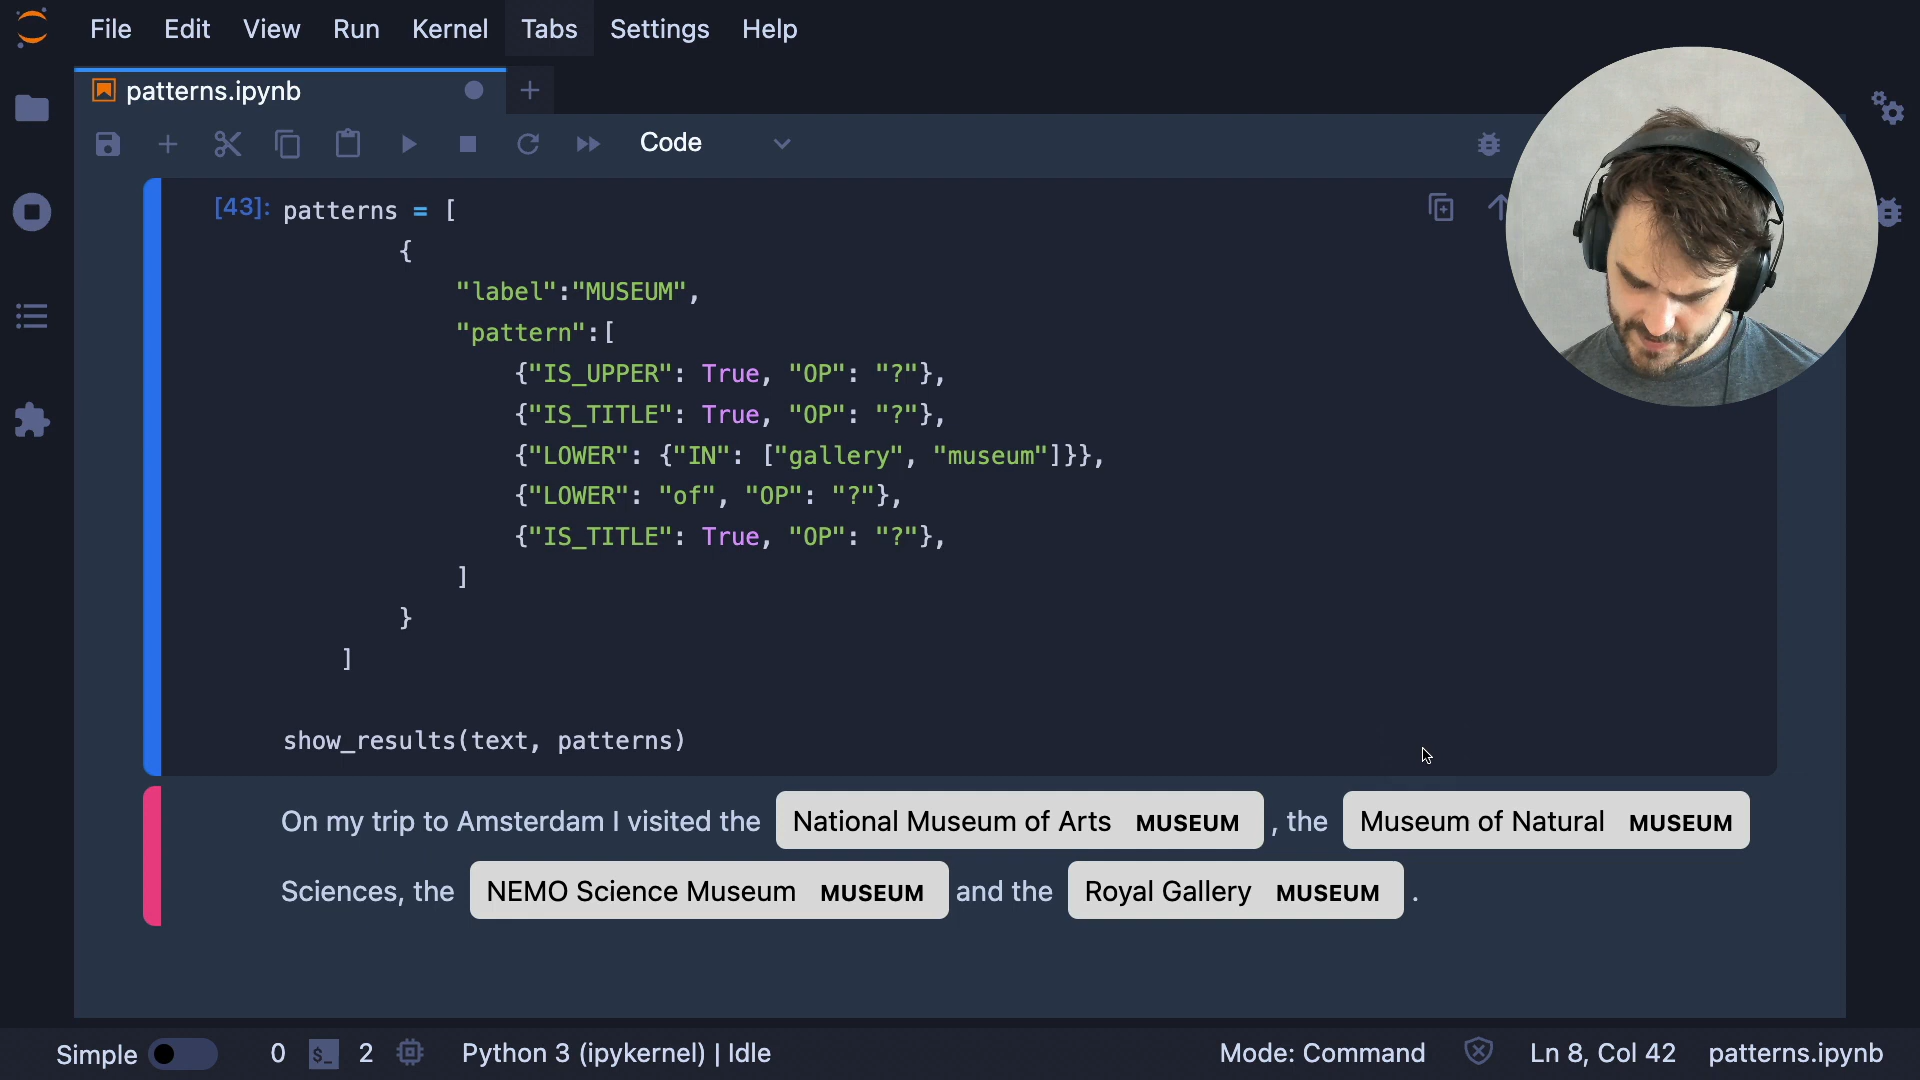 File Edit View Run Kernel Tabs Settings Help
patterns.ipynb
Code
[43]: patterns = [
{
"label":"MUSEUM",
"pattern":[
{"IS_UPPER": True, "OP": "?"},
{"IS_TITLE": True, "OP": "?"},
{"LOWER": {"IN": ["gallery", "museum"]}},
{"LOWER": "of", "OP": "?"},
{"IS_TITLE": True, "OP": "?"},
]
}
]
show_results(text, patterns)
On my trip to Amsterdam I visited the National Museum of Arts MUSEUM , the Museum of Natural MUSEUM
Sciences, the NEMO Science Museum MUSEUM and the Royal Gallery MUSEUM .
Simple 0 $_ 2 Python 3 (ipykernel) | Idle Mode: Command Ln 8, Col 42 patterns.ipynb